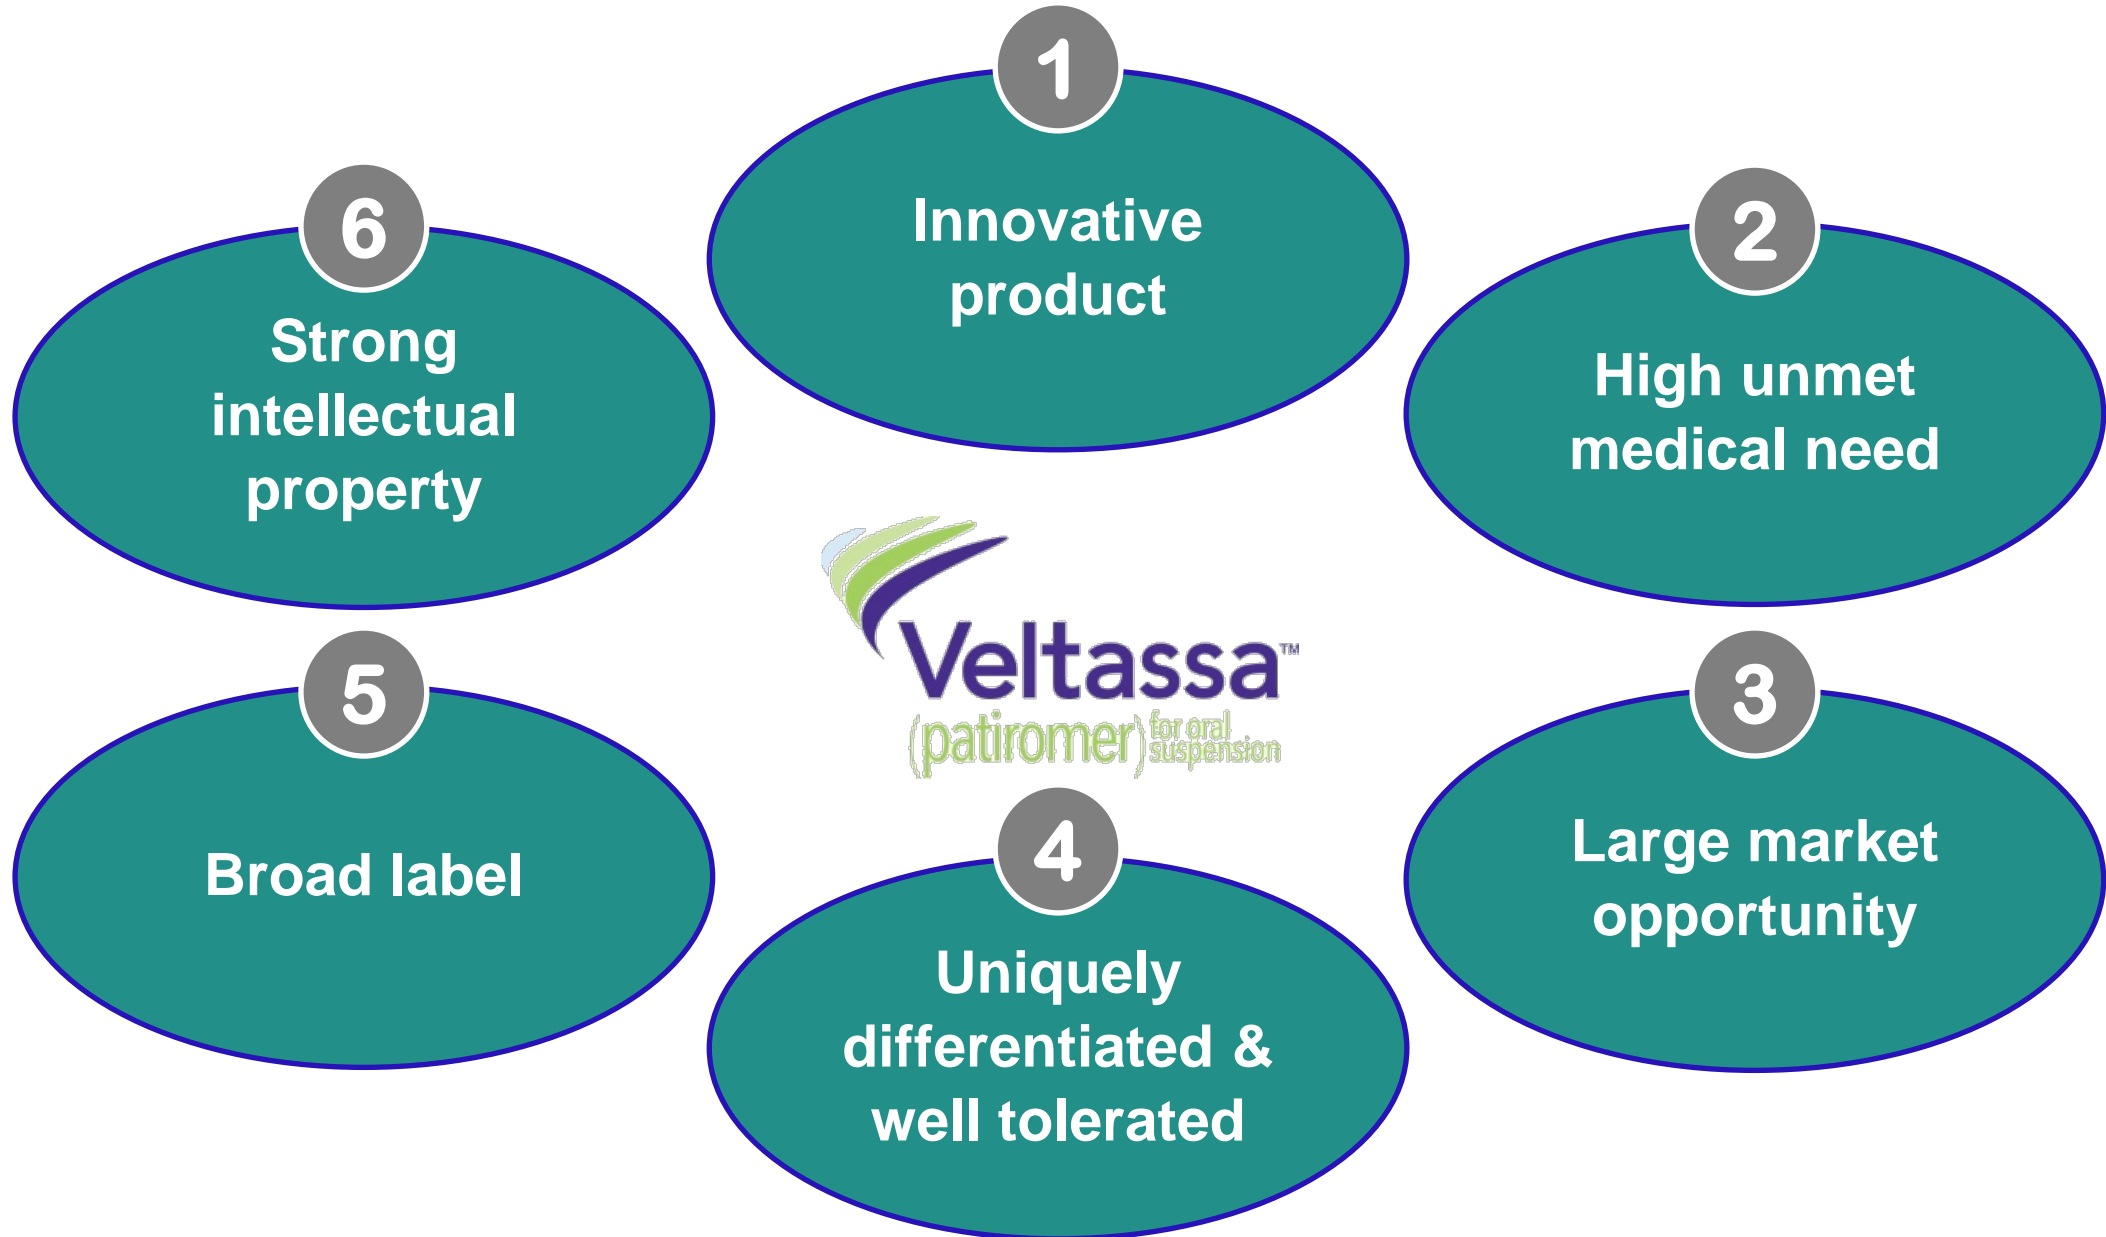 1
Innovative
product
2
High unmet
medical need
3
Large market
opportunity
4
Uniquely
differentiated &
well tolerated
5
Broad label
6
Strong
intellectual
property
Veltassa™
(patiromer) for oral
suspension